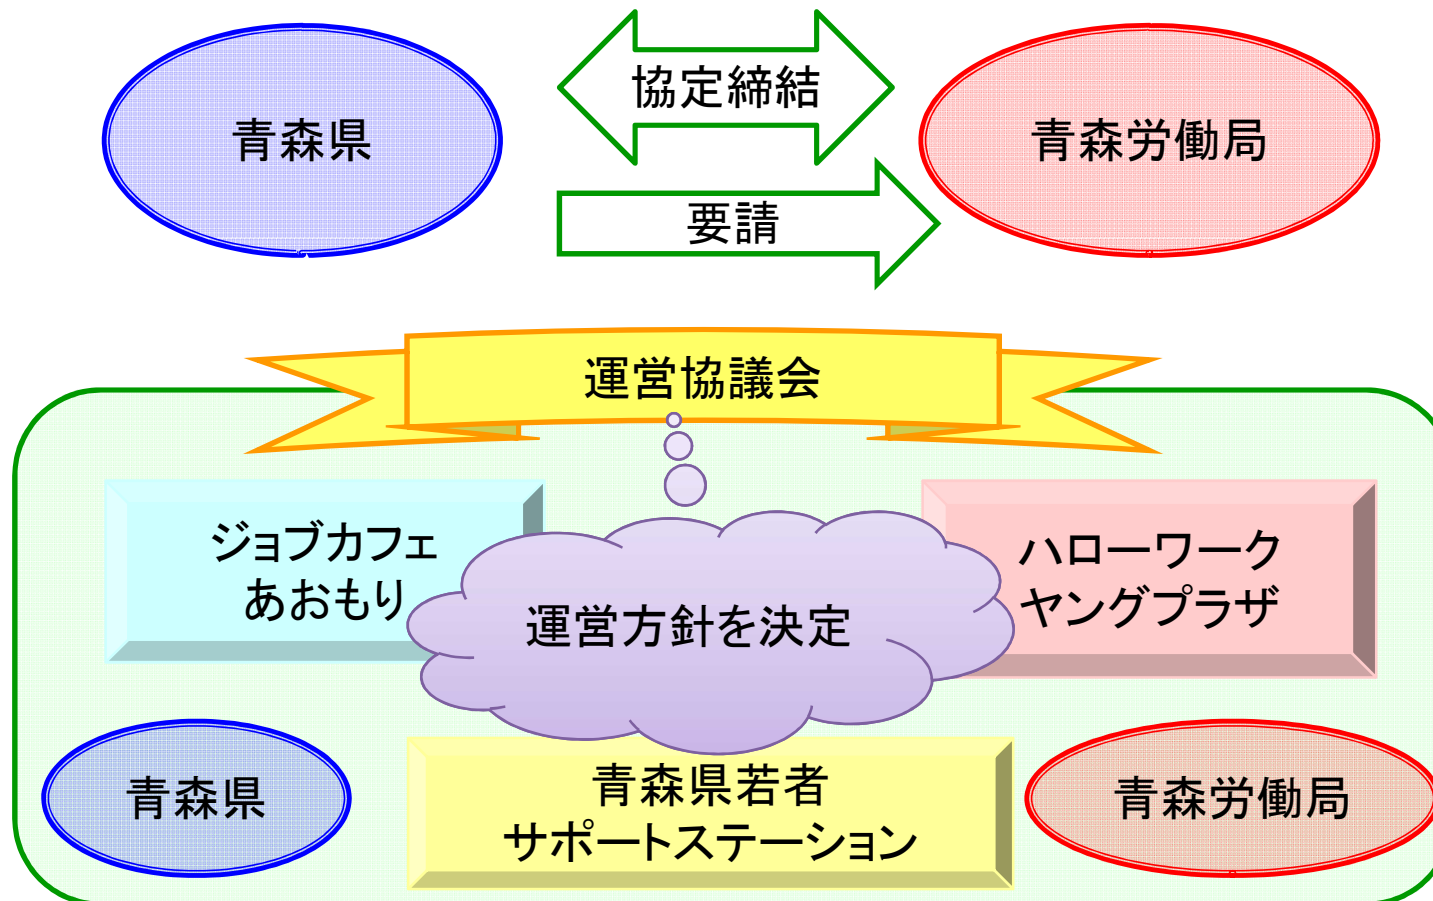 青森県
協定締結
青森労働局
要請
運営協議会
ジョブカフェ
あおもり
運営方針を決定
ハローワーク
ヤングプラザ
青森県
青森県若者
サポートステーション
青森労働局